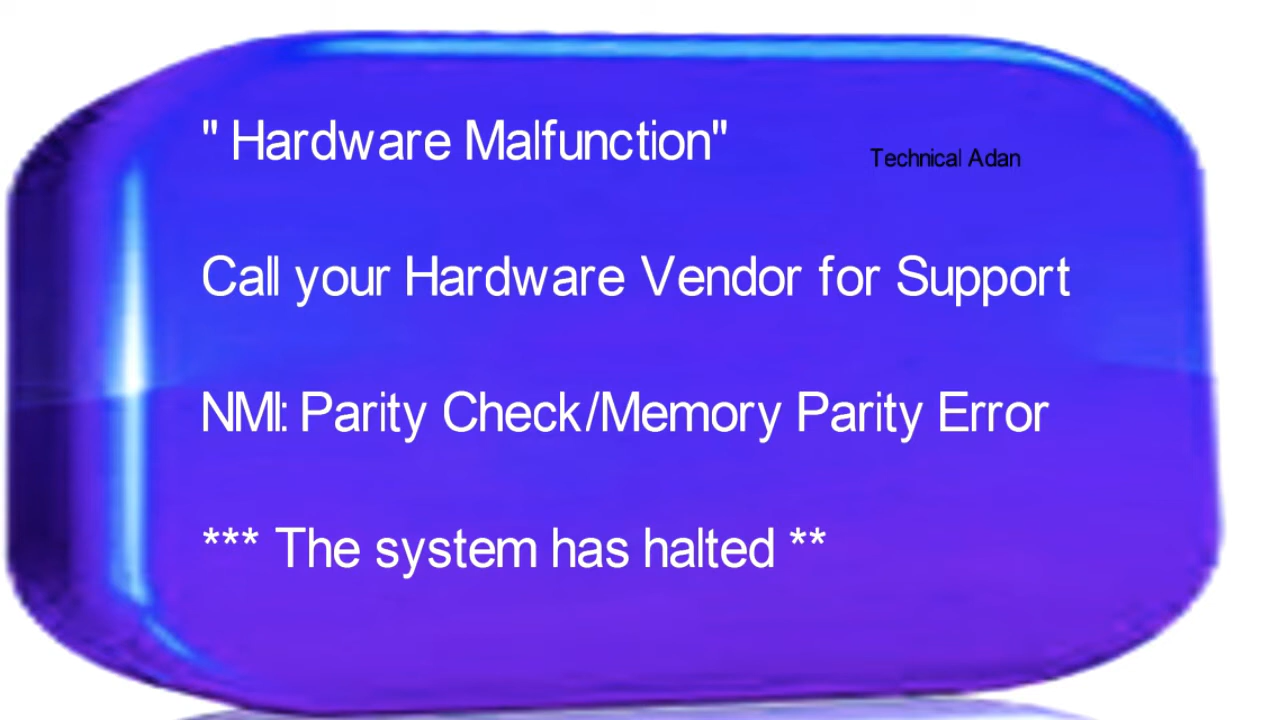 " Hardware Malfunction"
Technical Adan
Call your Hardware Vendor for Support
NMI: Parity Check/Memory Parity Error
*** The system has halted **